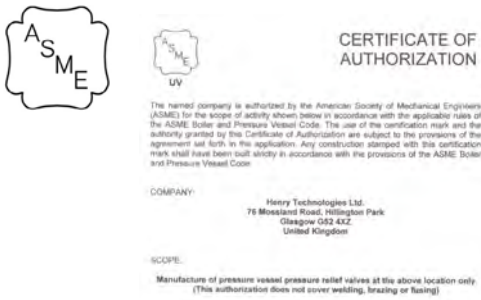 ASME
ASME
UV
CERTIFICATE OF
AUTHORIZATION
The named company is authorized by the American Society of Mechanical Engineers
(ASME) for the scope of activity shown below in accordance with the applicable rules of
the ASME Boiler and Pressure Vessel Code. The use of the certification mark and the
authority granted by this Certificate of Authorization are subject to the provisions of the
agreement set forth in the application. Any construction stamped with this certification
mark shall have been built strictly in accordance with the provisions of the ASME Boiler
and Pressure Vessel Code.
COMPANY:
Henry Technologies Ltd.
76 Mossland Road, Hillington Park
Glasgow G52 4XZ
United Kingdom
SCOPE:
Manufacture of pressure vessel pressure relief valves at the above location only
(This authorization does not cover welding, brazing or fusing)